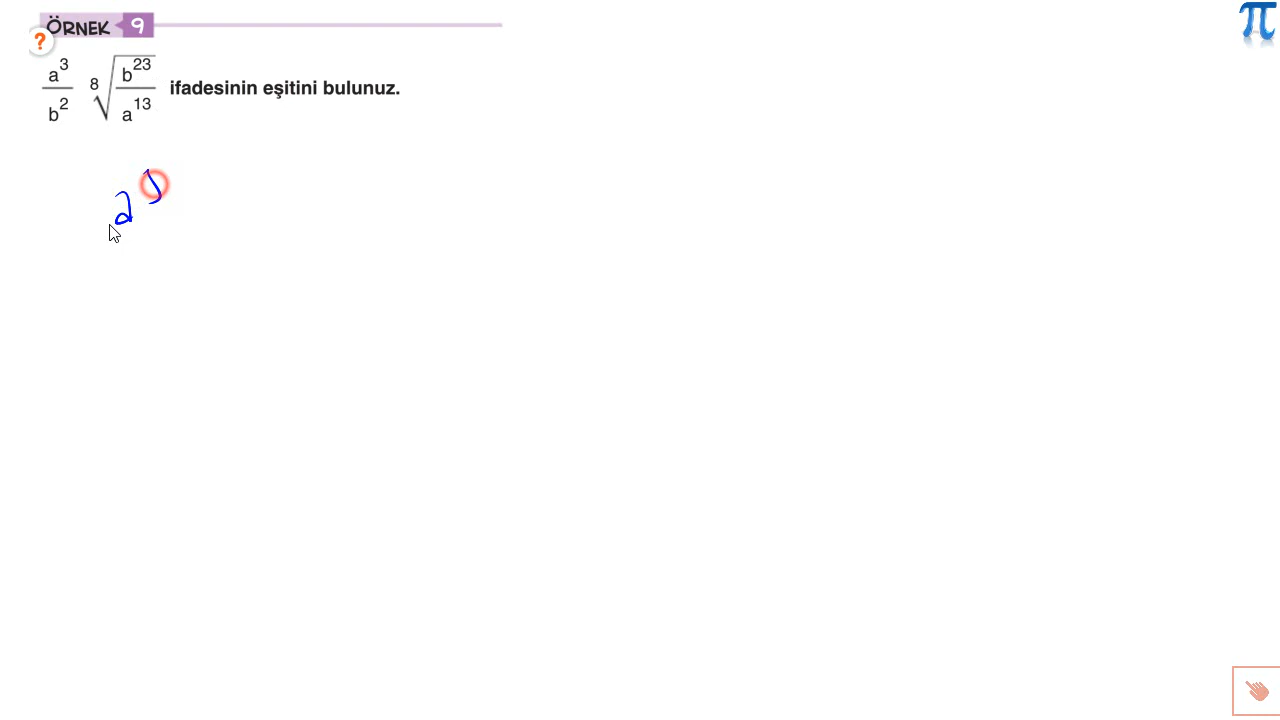 ÖRNEK 9
?
a³/b² ⁸√(b²³/a¹³) ifadesinin eşitini bulunuz.
π